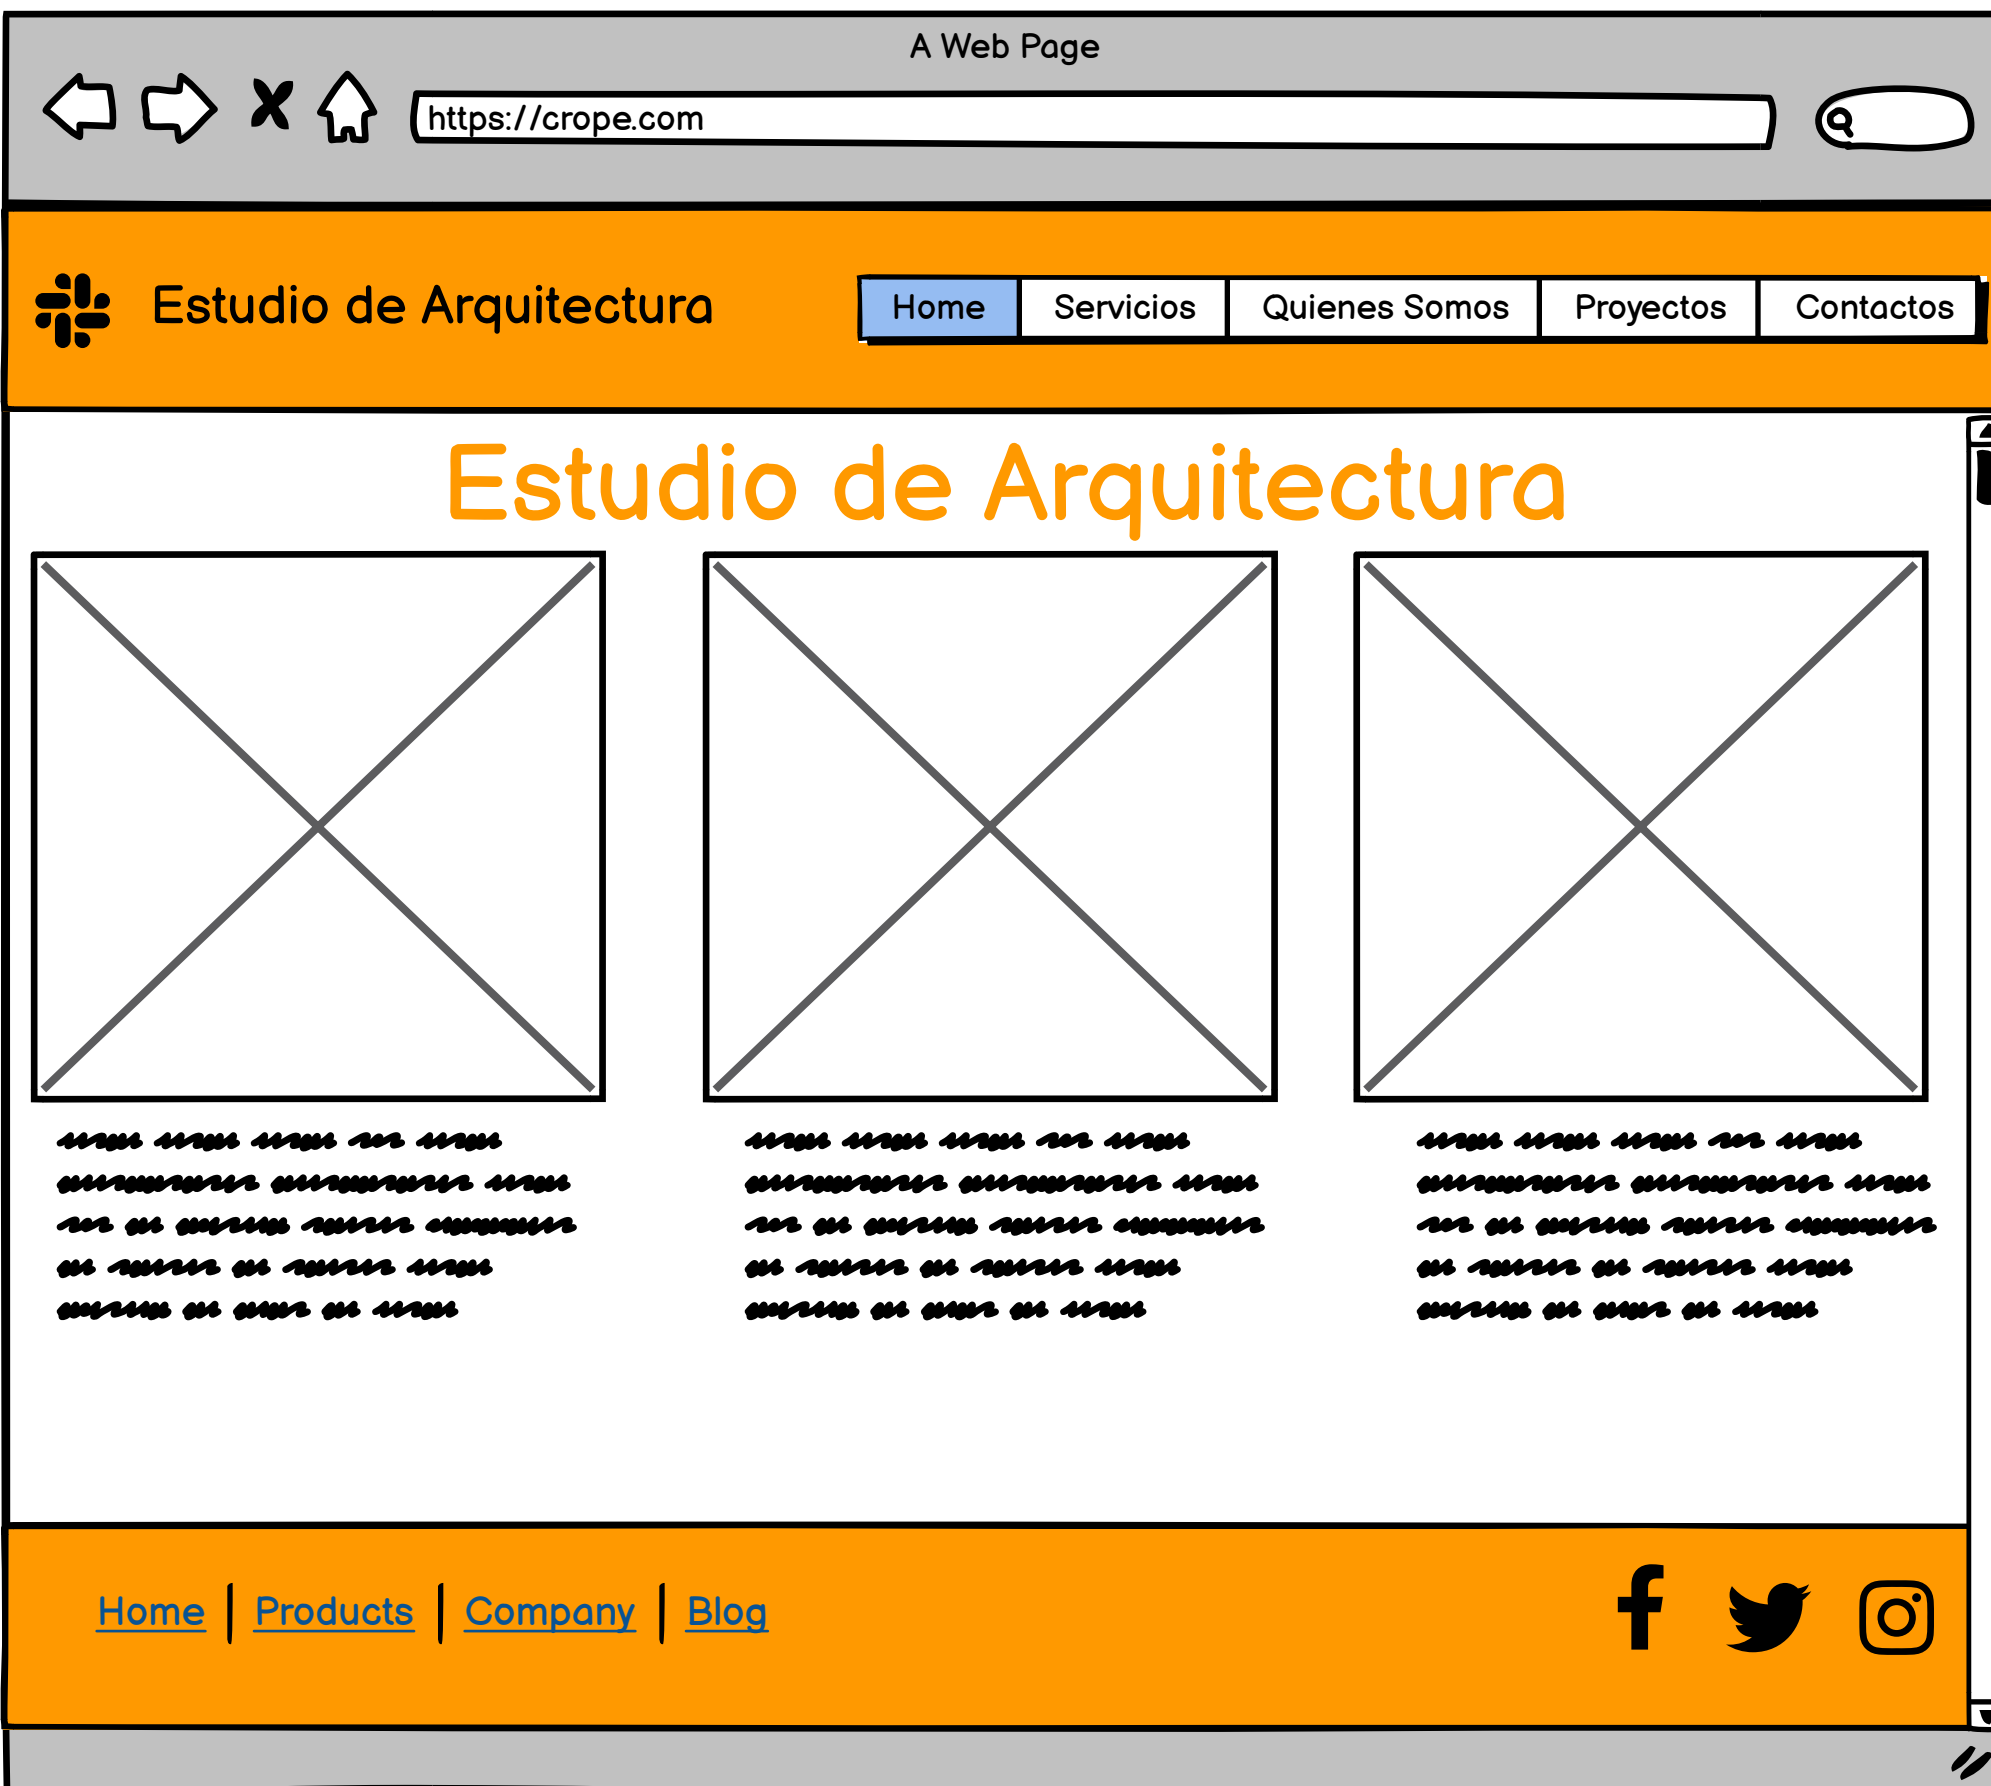 A Web Page
https://crope.com
Estudio de Arquitectura
Home Servicios Quienes Somos Proyectos Contactos
Estudio de Arquitectura
Home Products Company Blog